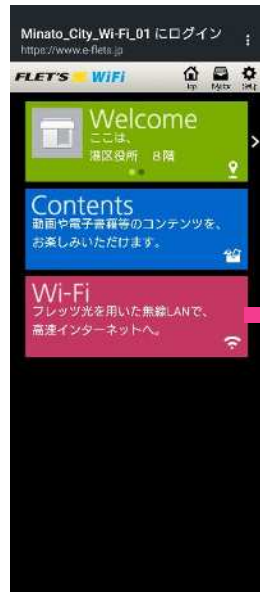 Minato_City_Wi-Fi_01 にログイン
https://www.e-flets.jp
FLET'S WiFi
Top
Welcome
ここは、
港区役所 8階
Contents
動画や電子書籍等のコンテンツを、
お楽しみいただけます。
Wi-Fi
フレッツ光を用いた無線LANで、
高速インターネットへ。